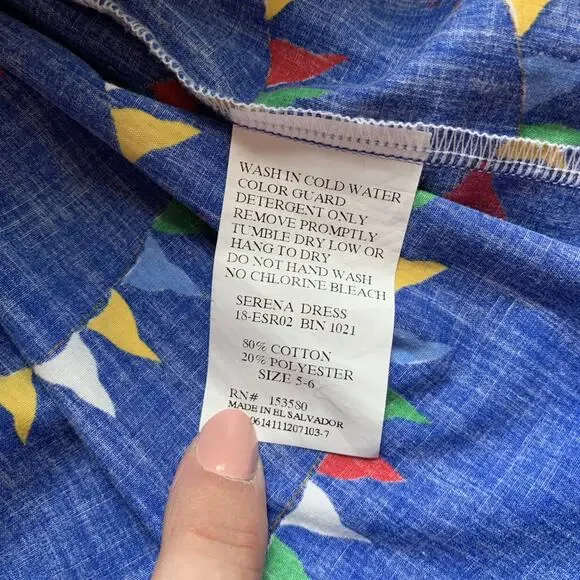 WASH IN COLD WATER
COLOR GUARD
DETERGENT ONLY
REMOVE PROMPTLY
TUMBLE DRY LOW OR
HANG TO DRY
DO NOT HAND WASH
NO CHLORINE BLEACH
SERENA DRESS
18-ESR02 BIN 1021
80% COTTON
20% POLYESTER
SIZE 5-6
RN# 153580
MADE IN EL SALVADOR
0614111207103-7